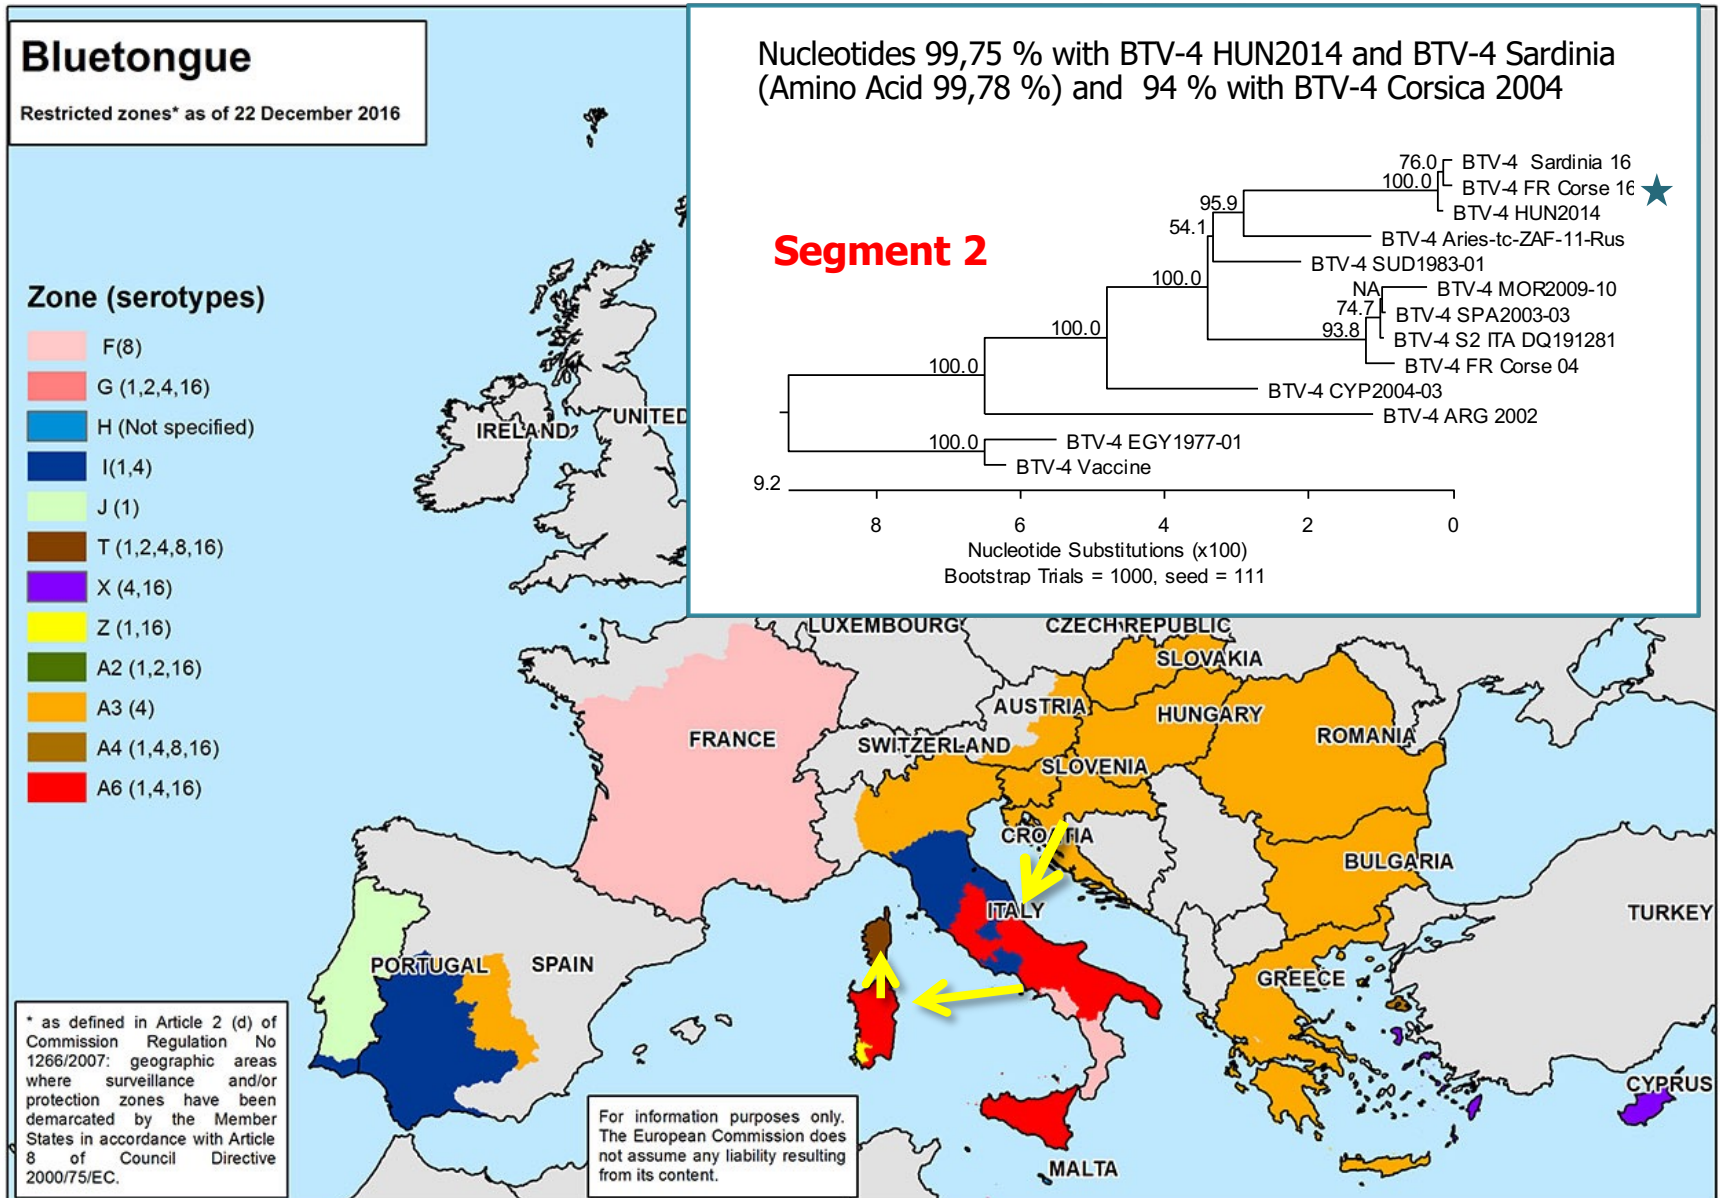 Bluetongue
Restricted zones* as of 22 December 2016
Nucleotides 99,75 % with BTV-4 HUN2014 and BTV-4 Sardinia
(Amino Acid 99,78 %) and 94 % with BTV-4 Corsica 2004
Segment 2
76.0
BTV-4 Sardinia 16
100.0
BTV-4 FR Corse 16
BTV-4 HUN2014
95.9
54.1
BTV-4 Aries-tc-ZAF-11-Rus
BTV-4 SUD1983-01
100.0
NA
BTV-4 MOR2009-10
74.7
BTV-4 SPA2003-03
93.8
BTV-4 S2 ITA DQ191281
BTV-4 FR Corse 04
100.0
BTV-4 CYP2004-03
100.0
BTV-4 ARG 2002
100.0
BTV-4 EGY1977-01
BTV-4 Vaccine
9.2
8 6 4 2 0
Nucleotide Substitutions (x100)
Bootstrap Trials = 1000, seed = 111
Zone (serotypes)
F(8)
G (1,2,4,16)
H (Not specified)
I(1,4)
J (1)
T (1,2,4,8,16)
X (4,16)
Z (1,16)
A2 (1,2,16)
A3 (4)
A4 (1,4,8,16)
A6 (1,4,16)
IRELAND
UNITED
LUXEMBOURG
CZECH REPUBLIC
SLOVAKIA
AUSTRIA
HUNGARY
FRANCE
SWITZERLAND
ROMANIA
SLOVENIA
CROATIA
BULGARIA
ITALY
TURKEY
PORTUGAL
SPAIN
GREECE
CYPRUS
MALTA
* as defined in Article 2 (d) of
Commission Regulation No
1266/2007: geographic areas
where surveillance and/or
protection zones have been
demarcated by the Member
States in accordance with Article
8 of Council Directive
2000/75/EC.
For information purposes only.
The European Commission does
not assume any liability resulting
from its content.